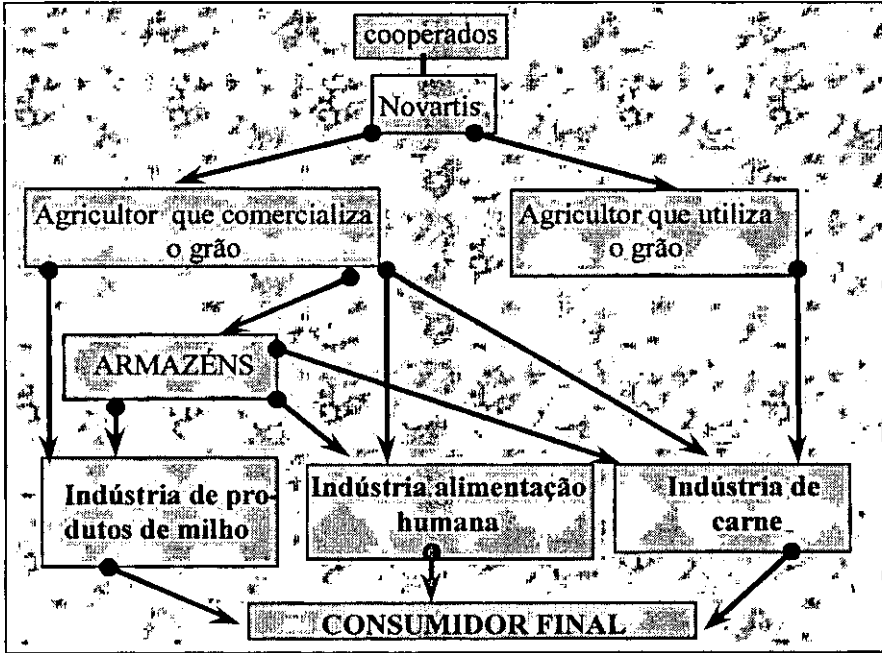 cooperados
Novartis
Agricultor que comercializa
o grão
Agricultor que utiliza
o grão
ARMAZÉNS
Indústria de pro-
dutos de milho
Indústria alimentação
humana
Indústria de
carne
CONSUMIDOR FINAL